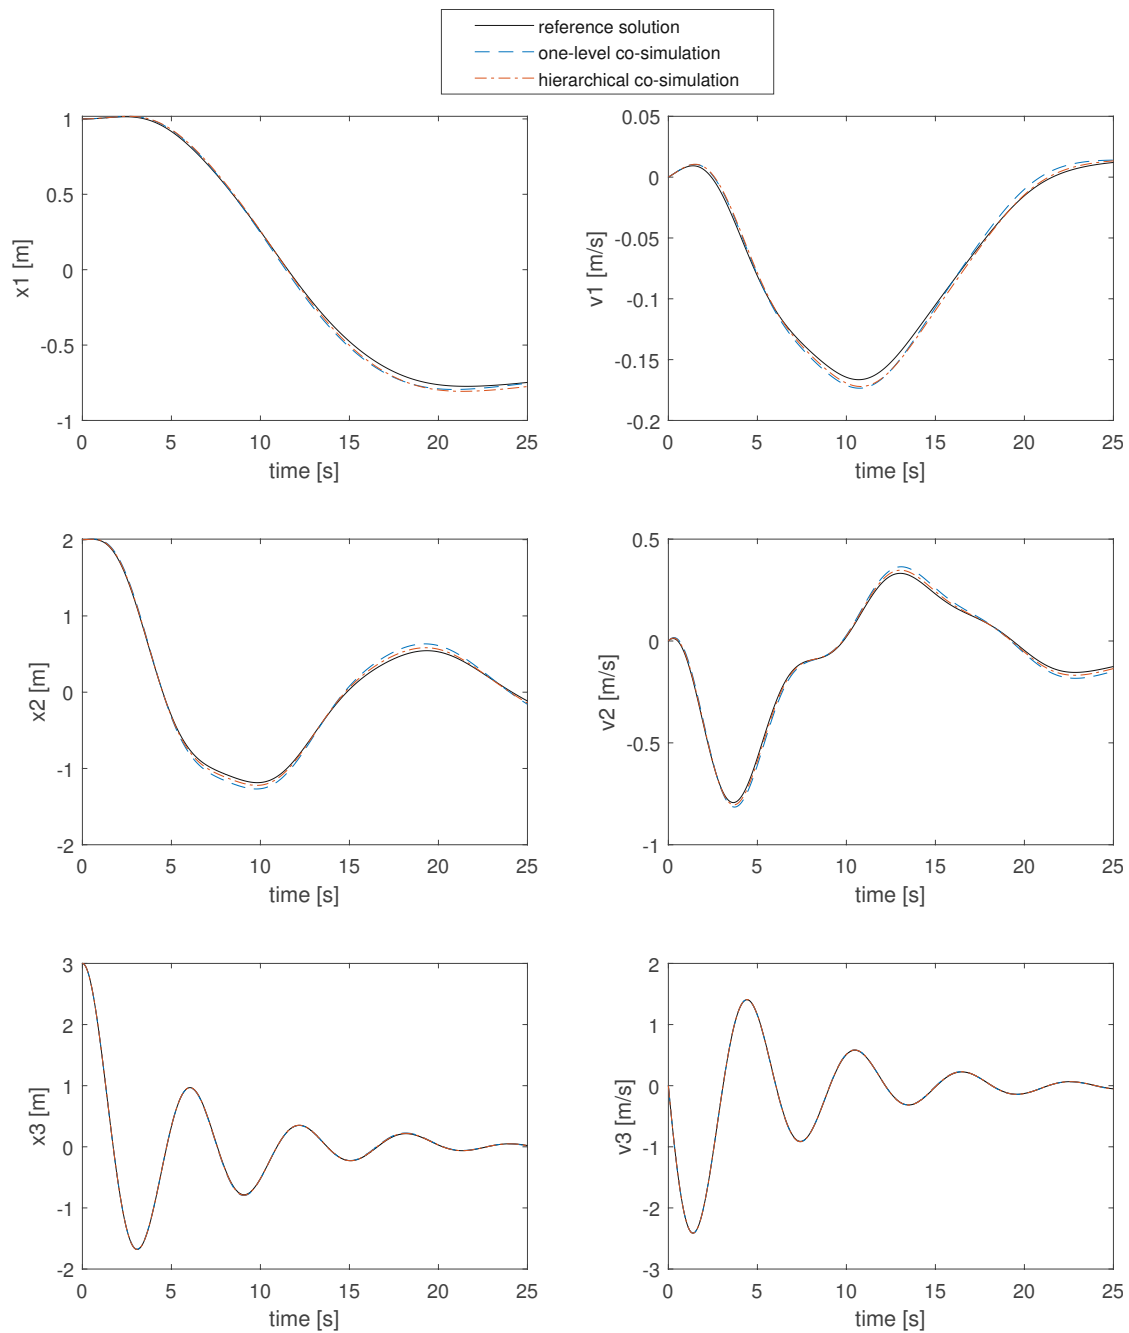 reference solution
one-level co-simulation
hierarchical co-simulation
1
0.5
0
-0.5
-1
x1 [m]
0 5 10 15 20 25
time [s]
0.05
0
-0.05
-0.1
-0.15
-0.2
v1 [m/s]
0 5 10 15 20 25
time [s]
2
1
0
-1
-2
x2 [m]
0 5 10 15 20 25
time [s]
0.5
0
-0.5
-1
v2 [m/s]
0 5 10 15 20 25
time [s]
3
2
1
0
-1
-2
x3 [m]
0 5 10 15 20 25
time [s]
2
1
0
-1
-2
-3
v3 [m/s]
0 5 10 15 20 25
time [s]